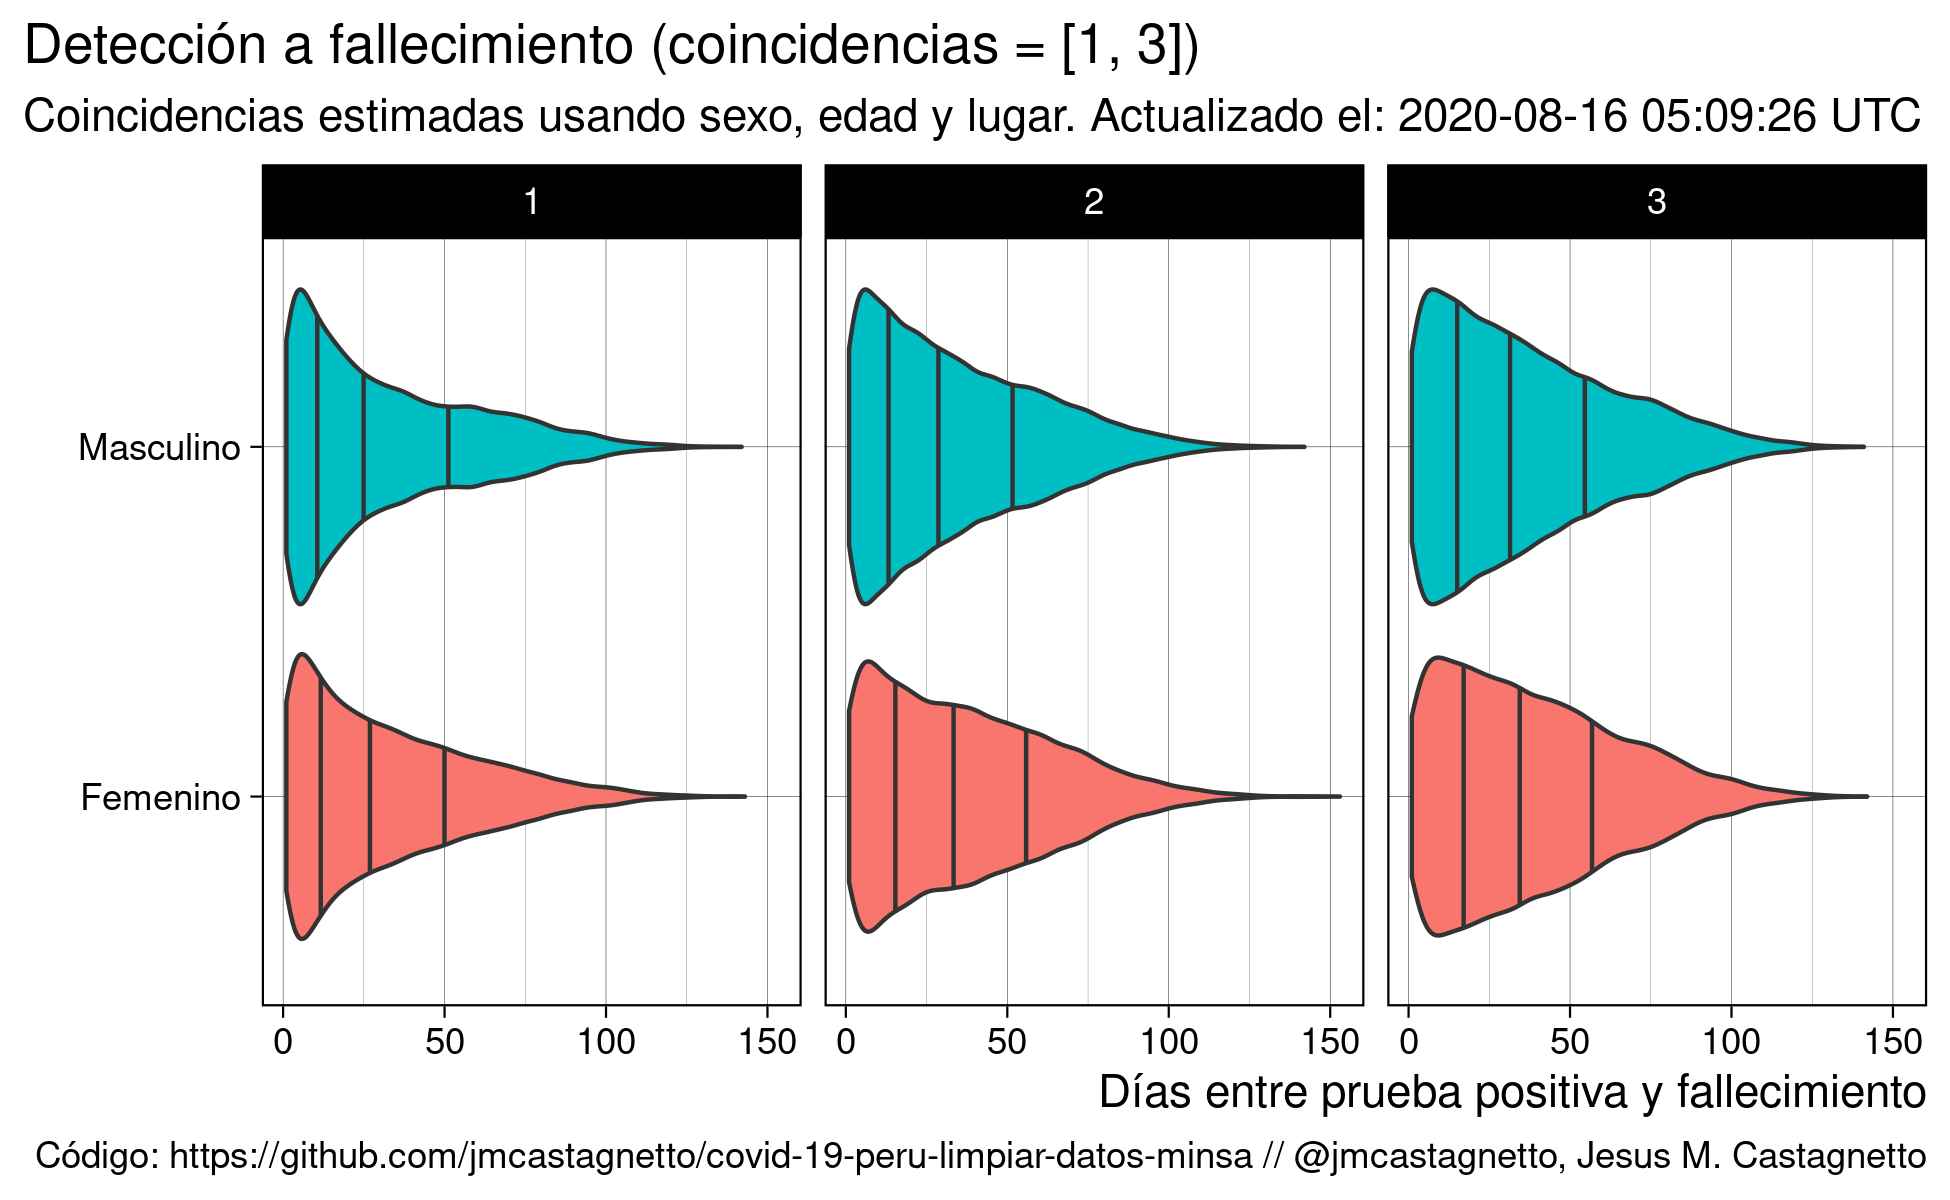 Detección a fallecimiento (coincidencias = [1, 3])
Coincidencias estimadas usando sexo, edad y lugar. Actualizado el: 2020-08-16 05:09:26 UTC
1 2 3
Masculino
Femenino
0 50 100 150 0 50 100 150 0 50 100 150
Días entre prueba positiva y fallecimiento
Código: https://github.com/jmcastagnetto/covid-19-peru-limpiar-datos-minsa // @jmcastagnetto, Jesus M. Castagnetto